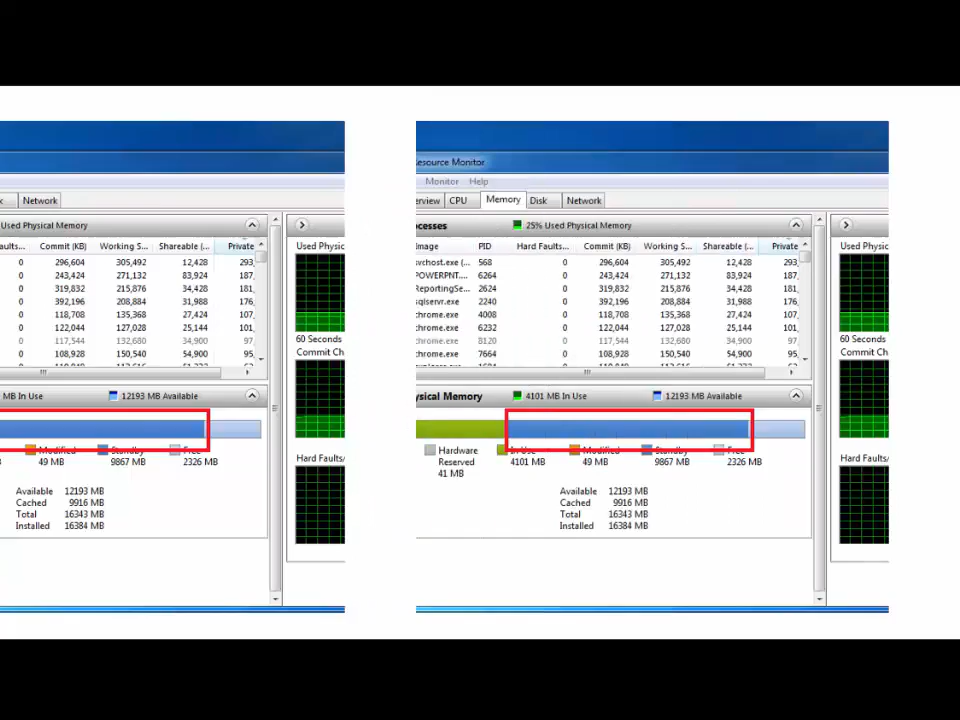 Network
Used Physical Memory
Commit (KB) Working S... Shareable (... Private
0 296,604 305,492 12,428 293,
0 243,424 271,132 83,924 187,
0 319,832 215,876 34,628 181,
0 392,196 208,884 31,988 176,
0 118,708 135,368 27,424 107,
0 122,044 127,028 25,144 101,
0 117,544 132,680 34,900 97,
0 108,928 150,540 54,900 95,
MB In Use 12193 MB Available
Modified Standby Free
49 MB 9867 MB 2326 MB
Available 12193 MB
Cached 9916 MB
Total 16343 MB
Installed 16384 MB
Used Physic
60 Seconds
Commit Ch
Hard Faults/
Resource Monitor
Monitor Help
erview CPU Memory Disk Network
cesses 25% Used Physical Memory
Image PID Hard Faults... Commit (KB) Working S... Shareable (... Private
vchost.exe (... 568 0 296,604 305,492 12,428 293,
POWERPNT.... 6264 0 243,424 271,132 83,924 187,
ReportingSe... 2624 0 319,832 215,876 34,628 181,
sqlservr.exe 2240 0 392,196 208,884 31,988 176,
chrome.exe 4008 0 118,708 135,368 27,424 107,
chrome.exe 6232 0 122,044 127,028 25,144 101,
chrome.exe 8120 0 117,544 132,680 34,900 97,
chrome.exe 7664 0 108,928 150,540 54,900 95,
ysical Memory 4101 MB In Use 12193 MB Available
Hardware In Use Modified Standby Free
Reserved 4101 MB 49 MB 9867 MB 2326 MB
41 MB
Available 12193 MB
Cached 9916 MB
Total 16343 MB
Installed 16384 MB
Used Physic
60 Seconds
Commit Ch
Hard Faults/